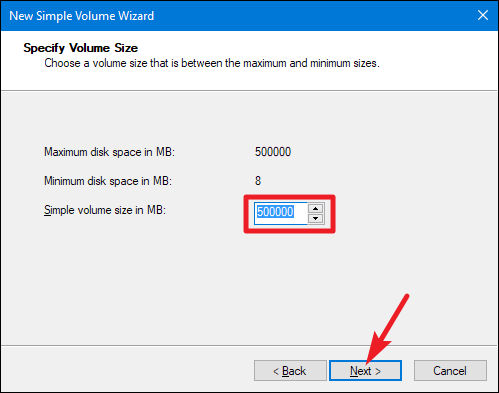 New Simple Volume Wizard
Specify Volume Size
Choose a volume size that is between the maximum and minimum sizes.
Maximum disk space in MB: 500000
Minimum disk space in MB: 8
Simple volume size in MB: 500000
< Back Next > Cancel